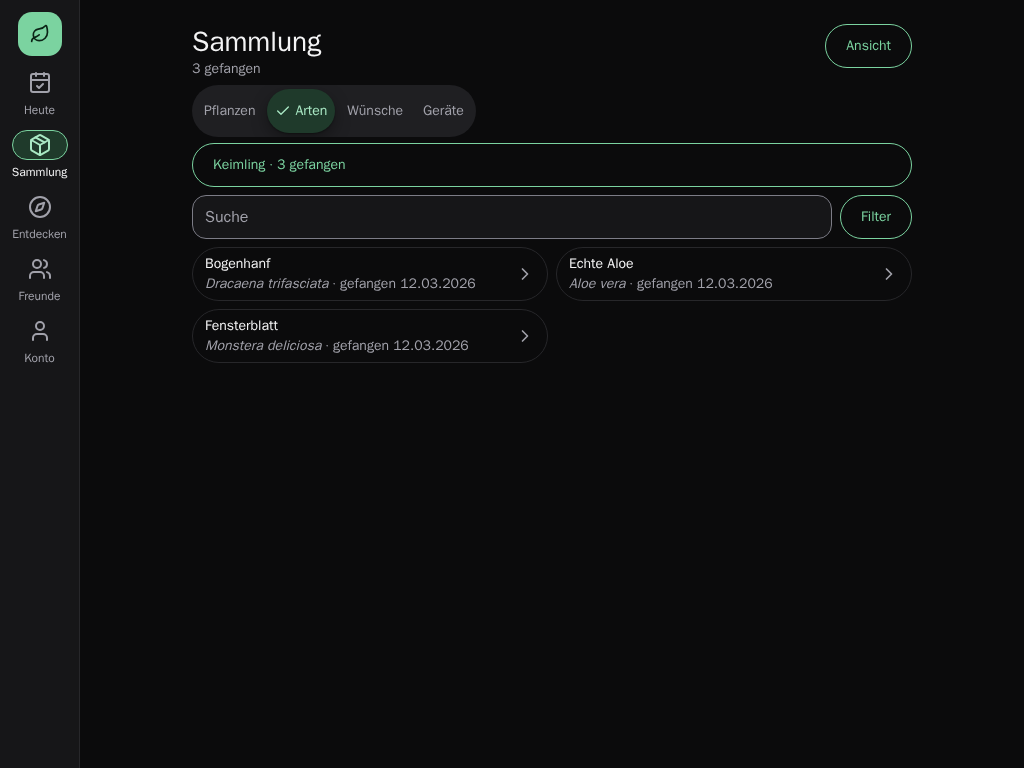 Heute
Sammlung
Entdecken
Freunde
Konto
Sammlung
3 gefangen
Ansicht
Pflanzen
Arten
Wünsche
Geräte
Keimling · 3 gefangen
Suche
Filter
Bogenhanf
Dracaena trifasciata · gefangen 12.03.2026
Echte Aloe
Aloe vera · gefangen 12.03.2026
Fensterblatt
Monstera deliciosa · gefangen 12.03.2026